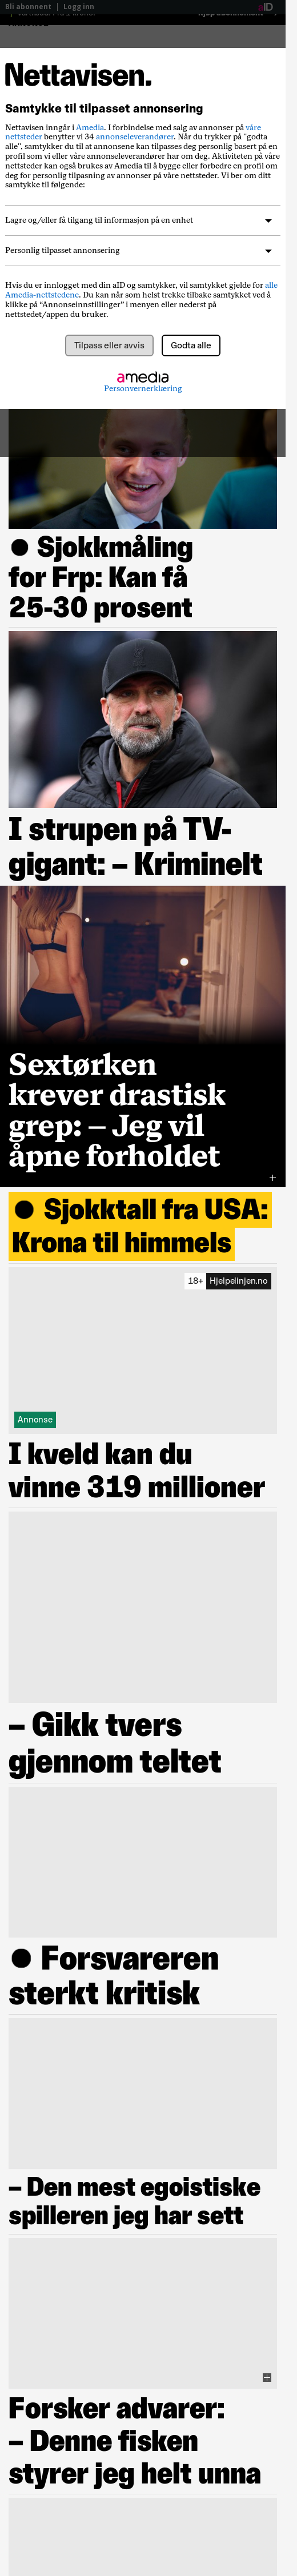 Bli abonnent | Logg inn
aID
Nettavisen.
Samtykke til tilpasset annonsering
Nettavisen inngår i Amedia. I forbindelse med salg av annonser på våre
nettsteder benytter vi 34 annonseleverandører. Når du trykker på "godta
alle", samtykker du til at annonser kan tilpasses deg personlig basert på en
profil som vi eller våre annonseleverandører har om deg. Aktiviteten på våre
nettsteder kan også brukes av Amedia til å bygge eller forbedre en profil om
deg for personlig tilpasning av annonser på våre nettsteder. Vi ber om ditt
samtykke til følgende:
Lagre og/eller få tilgang til informasjon på en enhet
Personlig tilpasset annonsering
Hvis du er innlogget med din aID og samtykker, vil samtykket gjelde for alle
Amedia-nettstedene. Du kan når som helst trekke tilbake samtykket ved å
klikke på “Annonseinnstillinger” i menyen eller nederst på
nettstedet/appen du bruker.
Tilpass eller avvis
Godta alle
amedia
Personvernerklæring
● Sjokkmåling
for Frp: Kan få
25-30 prosent
I strupen på TV-
gigant: – Kriminelt
Sextørken
krever drastisk
grep: – Jeg vil
åpne forholdet
● Sjokktall fra USA:
Krona til himmels
18+ Hjelpelinjen.no
Annonse
I kveld kan du
vinne 319 millioner
– Gikk tvers
gjennom teltet
● Forsvareren
sterkt kritisk
– Den mest egoistiske
spilleren jeg har sett
Forsker advarer:
– Denne fisken
styrer jeg helt unna